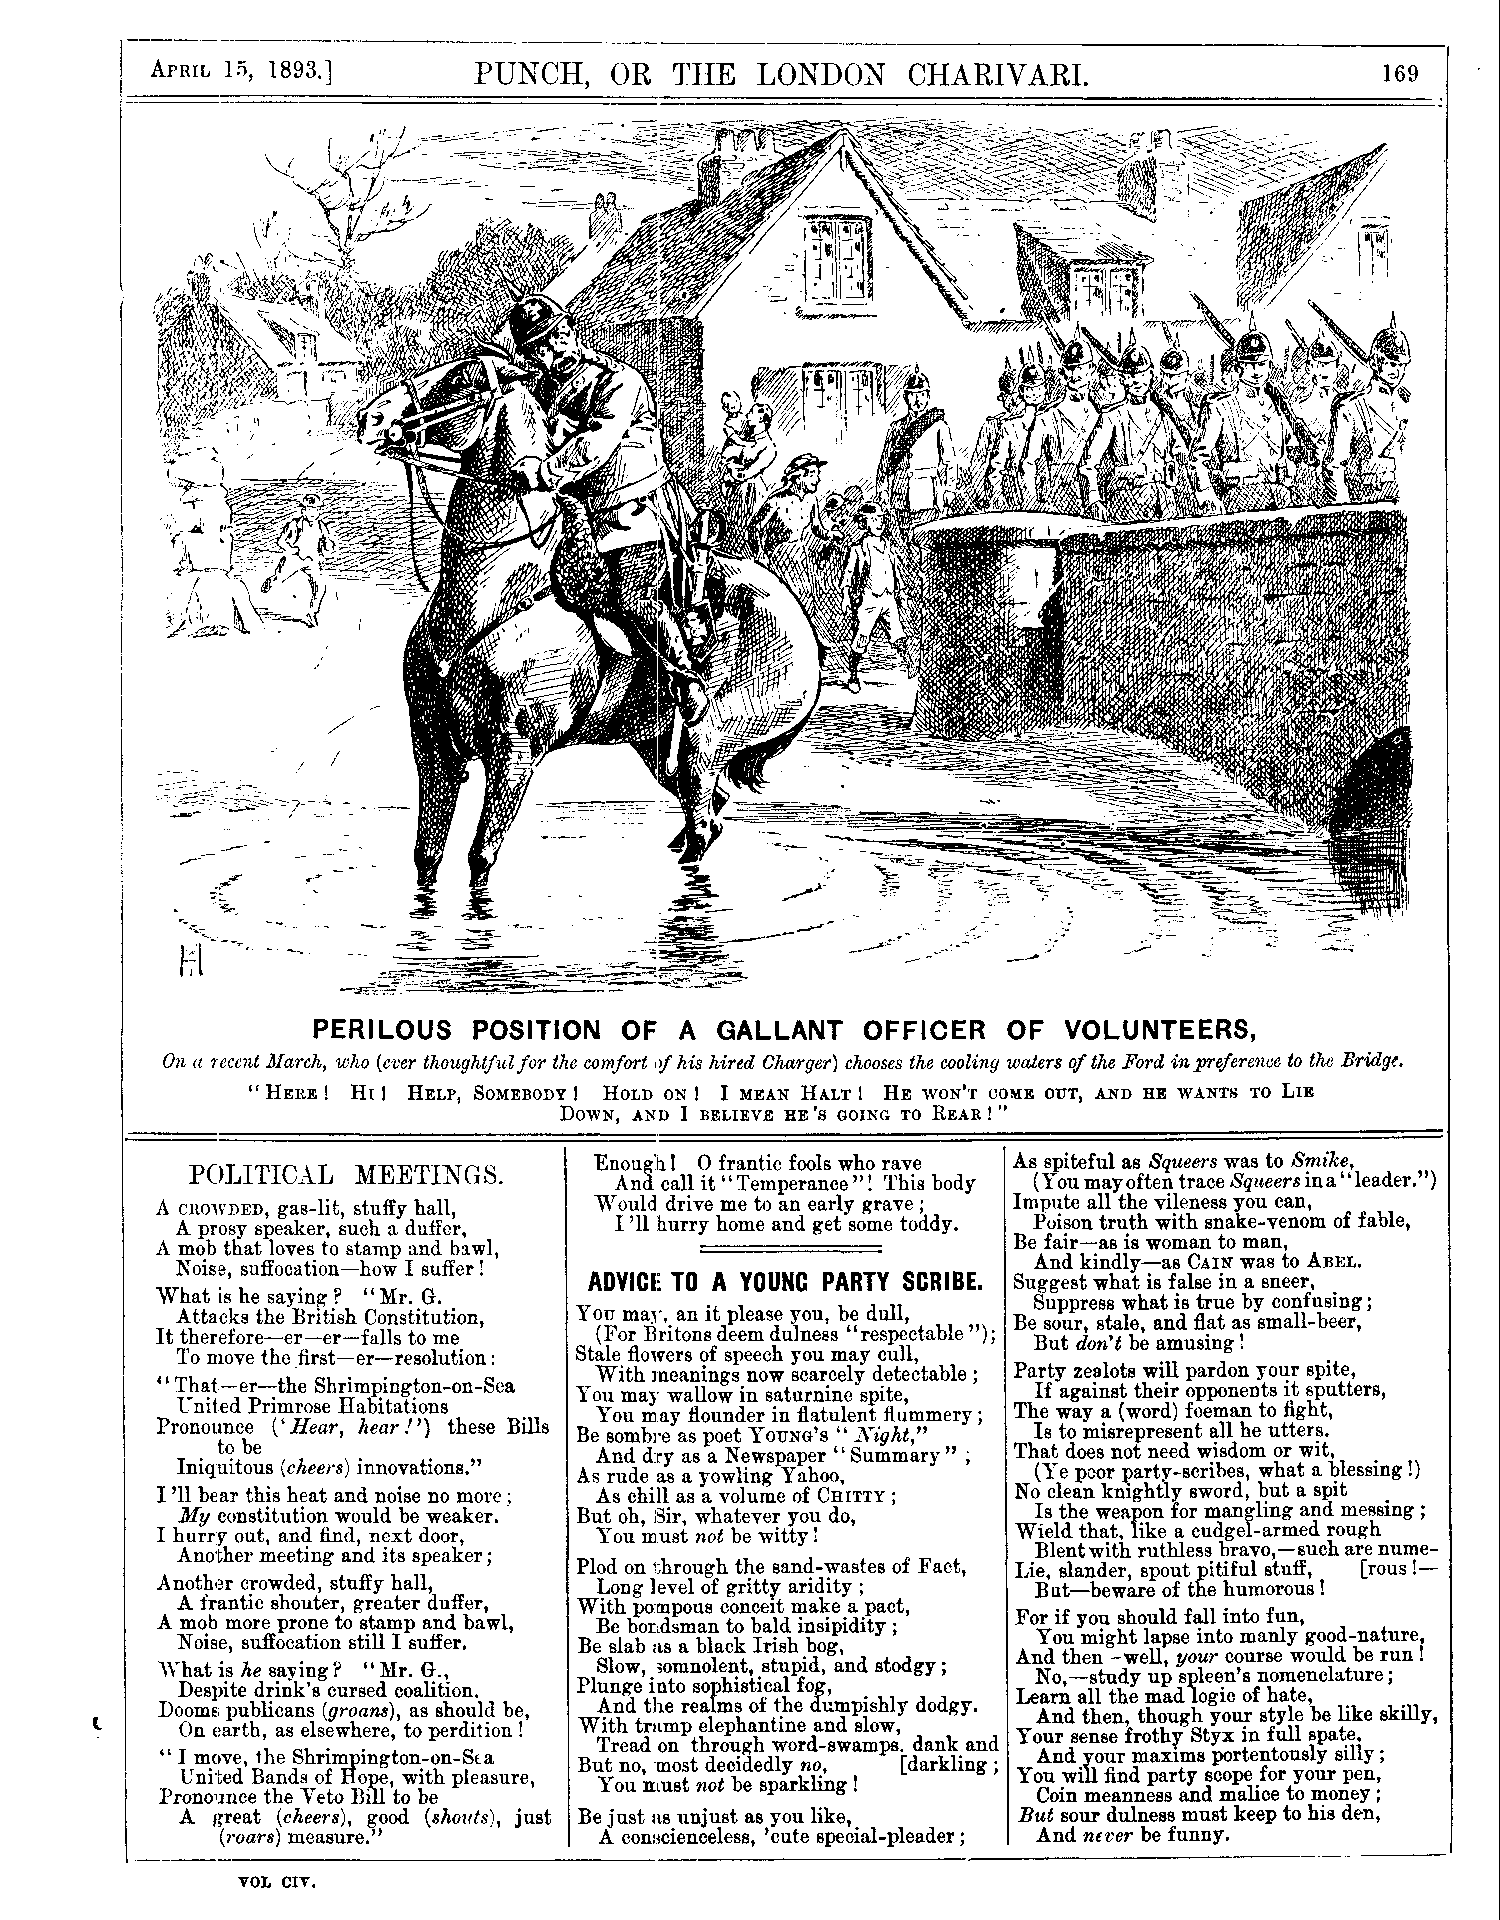 APRIL 15, 1893.]
PUNCH, OR THE LONDON CHARIVARI.
169
PERILOUS POSITION OF A GALLANT OFFICER OF VOLUNTEERS,
On a recent March, who (ever thoughtful for the comfort of his hired Charger) chooses the cooling waters of the Ford in preference to the Bridge.
"HERE! HI! HELP, SOMEBODY! HOLD ON! I MEAN HALT! HE WON'T COME OUT, AND HE WANTS TO LIE
DOWN, AND I BELIEVE HE'S GOING TO REAR!"
POLITICAL MEETINGS.
A CROWDED, gas-lit, stuffy hall,
A prosy speaker, such a duffer,
A mob that loves to stamp and bawl,
Noise, suffocation—how I suffer!
What is he saying? "Mr. G.
Attacks the British Constitution,
It therefore—er—er—falls to me
To move the first—er—resolution:
"That—er—the Shrimpington-on-Sea
United Primrose Habitations
Pronounce ('Hear, hear!') these Bills
to be
Iniquitous (cheers) innovations."
I'll bear this heat and noise no more;
My constitution would be weaker.
I hurry out, and find, next door,
Another meeting and its speaker;
Another crowded, stuffy hall,
A frantic shouter, greater duffer,
A mob more prone to stamp and bawl,
Noise, suffocation still I suffer.
What is he saying? "Mr. G.,
Despite drink's cursed coalition,
Dooms publicans (groans), as should be,
On earth, as elsewhere, to perdition!
"I move, the Shrimpington-on-Sea
United Bands of Hope, with pleasure,
Pronounce the Veto Bill to be
A great (cheers), good (shouts), just
(roars) measure."
Enough! O frantic fools who rave
And call it "Temperance"! This body
Would drive me to an early grave;
I'll hurry home and get some toddy.
ADVICE TO A YOUNG PARTY SCRIBE.
YOU may, an it please you, be dull,
(For Britons deem dulness "respectable");
Stale flowers of speech you may cull,
With meanings now scarcely detectable;
You may wallow in saturnine spite,
You may flounder in flatulent flummery;
Be sombre as poet YOUNG'S "Night,"
And dry as a Newspaper "Summary";
As rude as a yowling Yahoo,
As chill as a volume of CHITTY;
But oh, Sir, whatever you do,
You must not be witty!
Plod on through the sand-wastes of Fact,
Long level of gritty aridity;
With pompous conceit make a pact,
Be bondsman to bald insipidity;
Be slab as a black Irish bog,
Slow, somnolent, stupid, and stodgy;
Plunge into sophistical fog,
And the realms of the dumpishly dodgy.
With tramp elephantine and slow,
Tread on through word-swamps, dank and
But no, most decidedly no, [darkling;
You must not be sparkling!
Be just as unjust as you like,
A conscienceless, 'cute special-pleader;
As spiteful as Squeers was to Smike,
(You may often trace Squeers in a "leader.")
Impute all the vileness you can,
Poison truth with snake-venom of fable,
Be fair—as is woman to man,
And kindly—as CAIN was to ABEL.
Suggest what is false in a sneer,
Suppress what is true by confusing;
Be sour, stale, and flat as small-beer,
But don't be amusing!
Party zealots will pardon your spite,
If against their opponents it sputters,
The way a (word) foeman to fight,
Is to misrepresent all he utters.
That does not need wisdom or wit,
(Ye poor party-scribes, what a blessing!)
No clean knightly sword, but a spit
Is the weapon for mangling and messing;
Wield that, like a cudgel-armed rough
Blent with ruthless bravo,—such are nume-
Lie, slander, spout pitiful stuff, [rous!—
But—beware of the humorous!
For if you should fall into fun,
You might lapse into manly good-nature,
And then—well, your course would be run!
No,—study up spleen's nomenclature;
Learn all the mad logic of hate,
And then, though your style be like skilly,
Your sense frothy Styx in full spate,
And your maxims portentously silly;
You will find party scope for your pen,
Coin meanness and malice to money;
But sour dulness must keep to his den,
And never be funny.
VOL CIV.